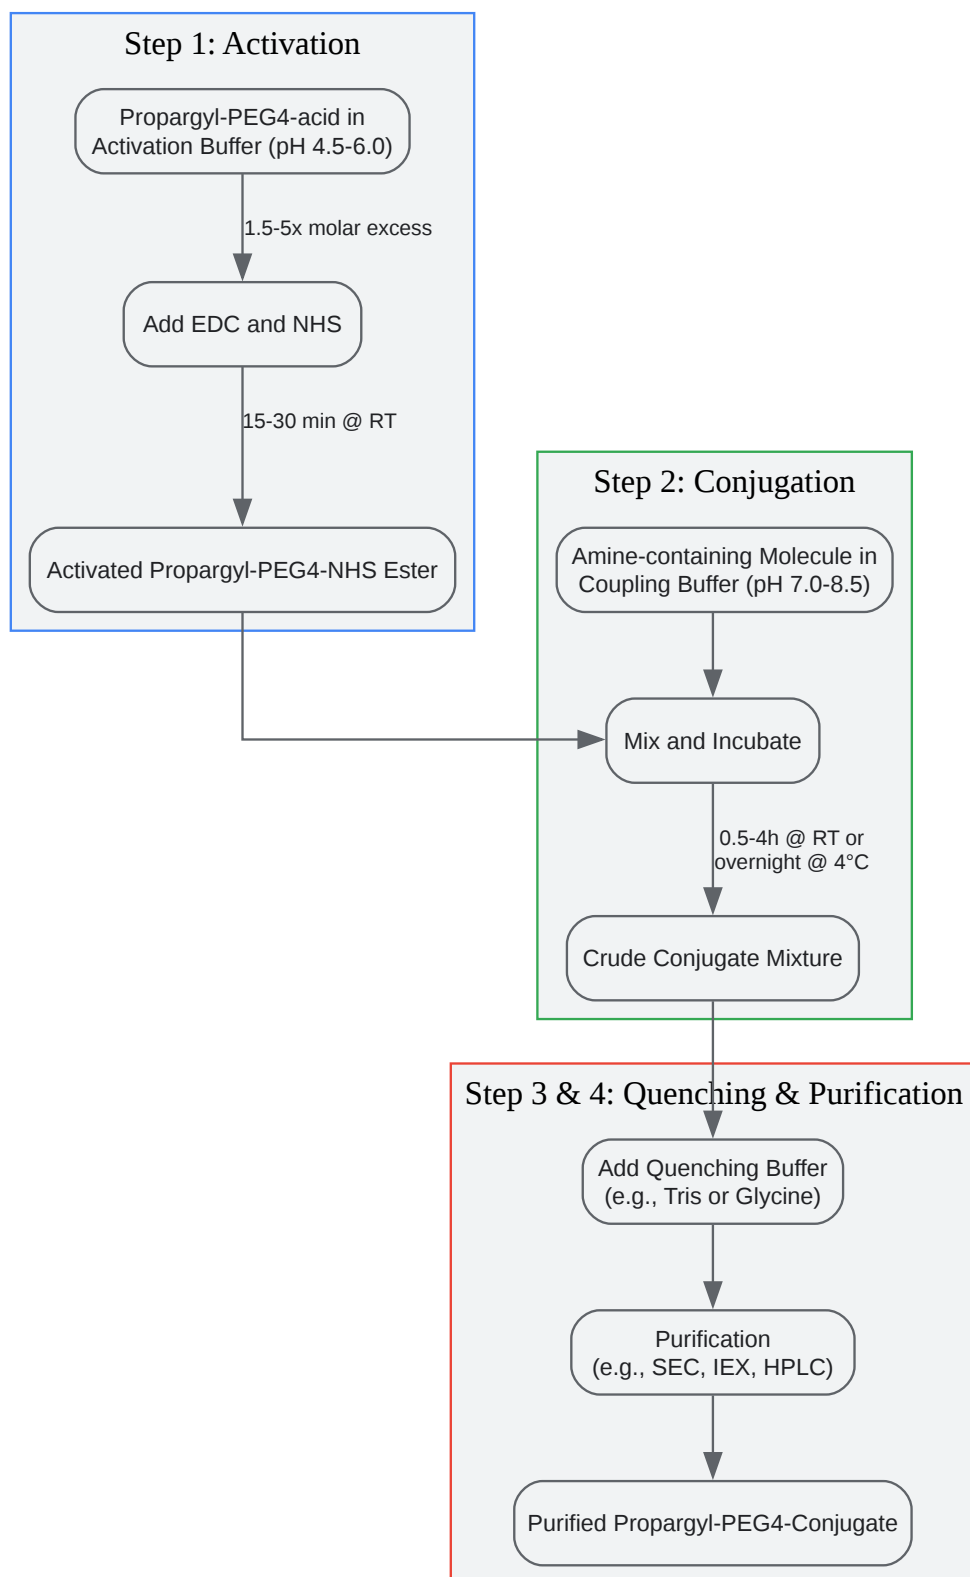 Step 1: Activation
Propargyl-PEG4-acid in
Activation Buffer (pH 4.5-6.0)
1.5-5x molar excess
Add EDC and NHS
15-30 min @ RT
Activated Propargyl-PEG4-NHS Ester
Step 2: Conjugation
Amine-containing Molecule in
Coupling Buffer (pH 7.0-8.5)
Mix and Incubate
0.5-4h @ RT or
overnight @ 4°C
Crude Conjugate Mixture
Step 3 & 4: Quenching & Purification
Add Quenching Buffer
(e.g., Tris or Glycine)
Purification
(e.g., SEC, IEX, HPLC)
Purified Propargyl-PEG4-Conjugate